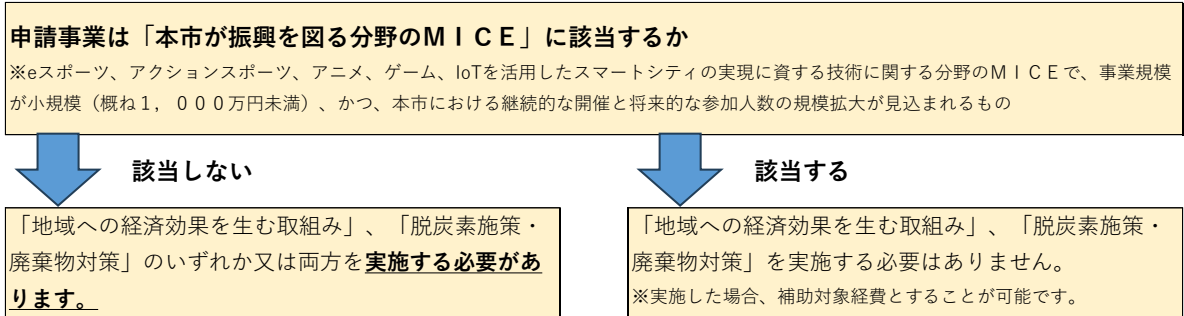 申請事業は「本市が振興を図る分野のMICE」に該当するか
※eスポーツ、アクションスポーツ、アニメ、ゲーム、IoTを活用したスマートシティの実現に資する技術に関する分野のMICEで、事業規模
が小規模（概ね１，０００万円未満）、かつ、本市における継続的な開催と将来的な参加人数の規模拡大が見込まれるもの
該当しない
該当する
「地域への経済効果を生む取組み」、「脱炭素施策・
廃棄物対策」のいずれか又は両方を実施する必要があ
ります。
「地域への経済効果を生む取組み」、「脱炭素施策・
廃棄物対策」を実施する必要はありません。
※実施した場合、補助対象経費とすることが可能です。